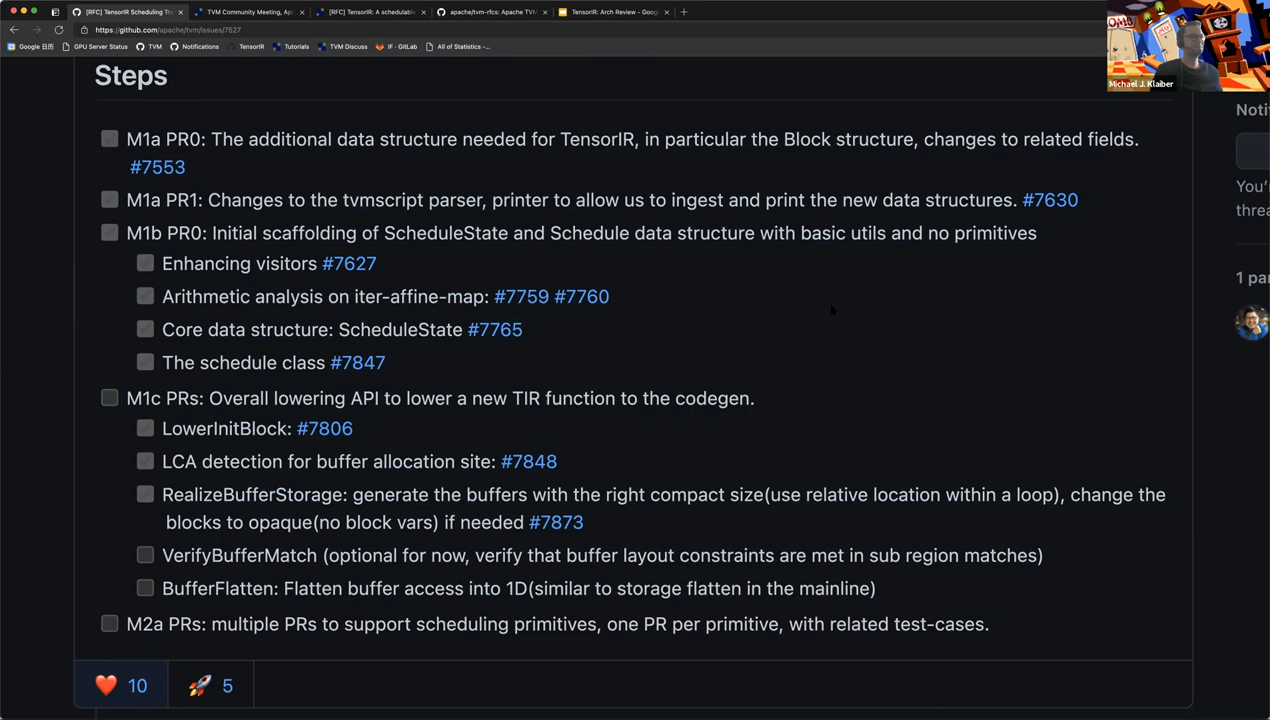 [RFC] TensorIR Scheduling Tr
TVM Community Meeting, Ap
[RFC] TensorIR: A schedulable
apache/tvm-rfcs: Apache TVM
TensorIR: Arch Review - Goog
https://github.com/apache/tvm/issues/7527
Google 日历
GPU Server Status
TVM
Notifications
TensorIR
Tutorials
TVM Discuss
IF · GitLab
All of Statistics -...
Michael J. Klaiber
Steps
M1a PR0: The additional data structure needed for TensorIR, in particular the Block structure, changes to related fields.
#7553
M1a PR1: Changes to the tvmscript parser, printer to allow us to ingest and print the new data structures. #7630
M1b PR0: Initial scaffolding of ScheduleState and Schedule data structure with basic utils and no primitives
Enhancing visitors #7627
Arithmetic analysis on iter-affine-map: #7759 #7760
Core data structure: ScheduleState #7765
The schedule class #7847
M1c PRs: Overall lowering API to lower a new TIR function to the codegen.
LowerInitBlock: #7806
LCA detection for buffer allocation site: #7848
RealizeBufferStorage: generate the buffers with the right compact size(use relative location within a loop), change the
blocks to opaque(no block vars) if needed #7873
VerifyBufferMatch (optional for now, verify that buffer layout constraints are met in sub region matches)
BufferFlatten: Flatten buffer access into 1D(similar to storage flatten in the mainline)
M2a PRs: multiple PRs to support scheduling primitives, one PR per primitive, with related test-cases.
10
5
Noti
You're
threa
1 par